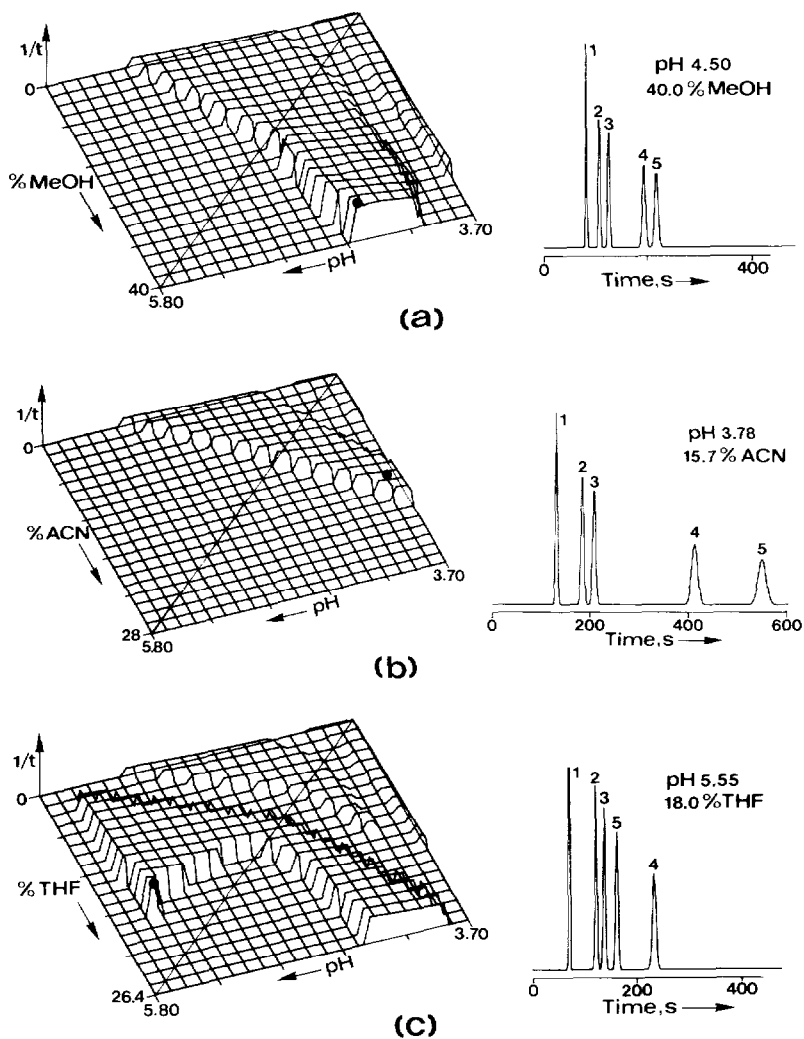 1/t
0
% MeOH
40
5.80
pH
3.70
1
2
3
4
5
pH 4.50
40.0 % MeOH
0
400
Time,s
(a)
1/t
0
% ACN
28
5.80
pH
3.70
1
2
3
4
5
pH 3.78
15.7 % ACN
0
200
400
600
Time,s
(b)
1/t
0
% THF
26.4
5.80
pH
3.70
1
2
3
5
4
pH 5.55
18.0 %THF
0
200
400
Time,s
(c)